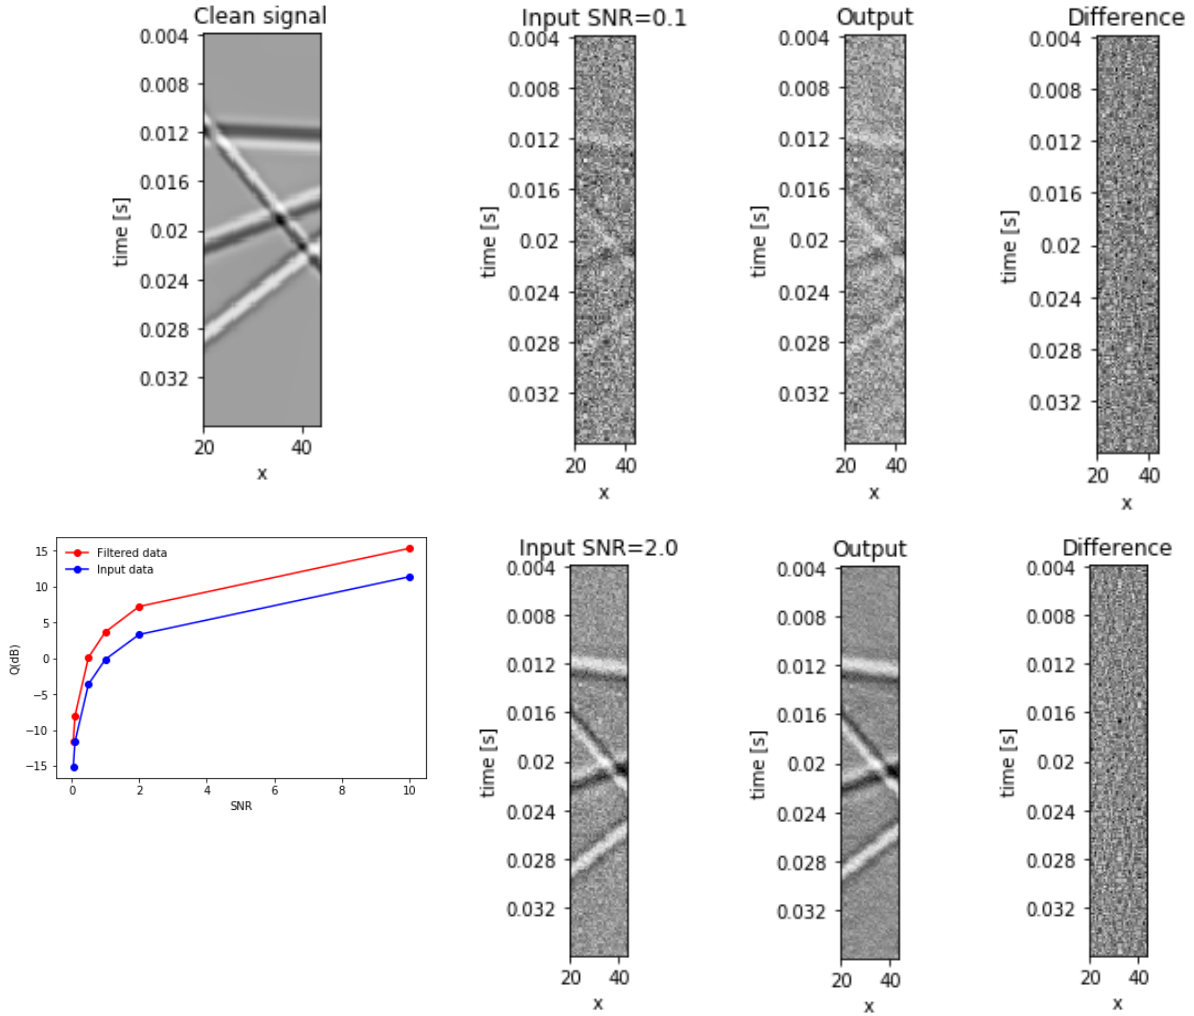 Clean signal
0.004
0.008
0.012
0.016
0.02
0.024
0.028
0.032
time [s]
20 40
x
Input SNR=0.1
0.004
0.008
0.012
0.016
0.02
0.024
0.028
0.032
time [s]
20 40
x
Output
0.004
0.008
0.012
0.016
0.02
0.024
0.028
0.032
time [s]
20 40
x
Difference
0.004
0.008
0.012
0.016
0.02
0.024
0.028
0.032
time [s]
20 40
x
Filtered data
Input data
15
10
5
0
−5
−10
−15
Q(dB)
0 2 4 6 8 10
SNR
Input SNR=2.0
0.004
0.008
0.012
0.016
0.02
0.024
0.028
0.032
time [s]
20 40
x
Output
0.004
0.008
0.012
0.016
0.02
0.024
0.028
0.032
time [s]
20 40
x
Difference
0.004
0.008
0.012
0.016
0.02
0.024
0.028
0.032
time [s]
20 40
x